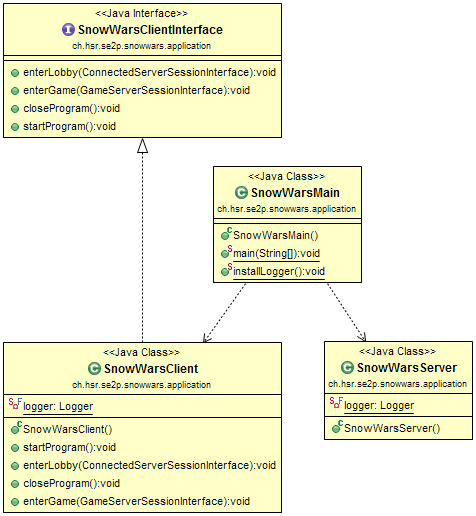 <<Java Interface>>
SnowWarsClientInterface
ch.hsr.se2p.snowwars.application
enterLobby(ConnectedServerSessionInterface):void
enterGame(GameServerSessionInterface):void
closeProgram():void
startProgram():void
<<Java Class>>
SnowWarsMain
ch.hsr.se2p.snowwars.application
SnowWarsMain()
main(String[]):void
installLogger():void
<<Java Class>>
SnowWarsClient
ch.hsr.se2p.snowwars.application
logger: Logger
SnowWarsClient()
startProgram():void
enterLobby(ConnectedServerSessionInterface):void
closeProgram():void
enterGame(GameServerSessionInterface):void
<<Java Class>>
SnowWarsServer
ch.hsr.se2p.snowwars.application
logger: Logger
SnowWarsServer()